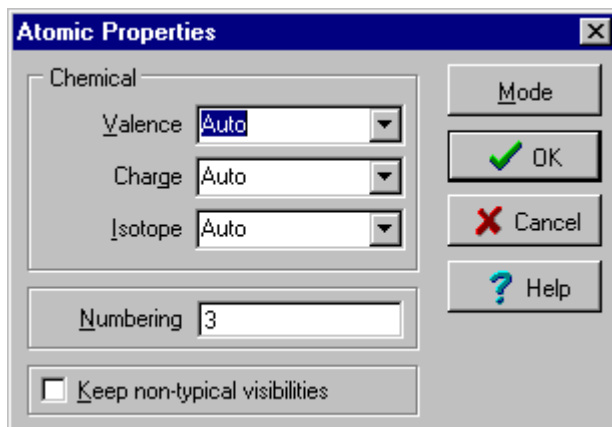 Atomic Properties
Chemical
Valence Auto
Charge Auto
Isotope Auto
Numbering 3
Keep non-typical visibilities
Mode
OK
Cancel
Help